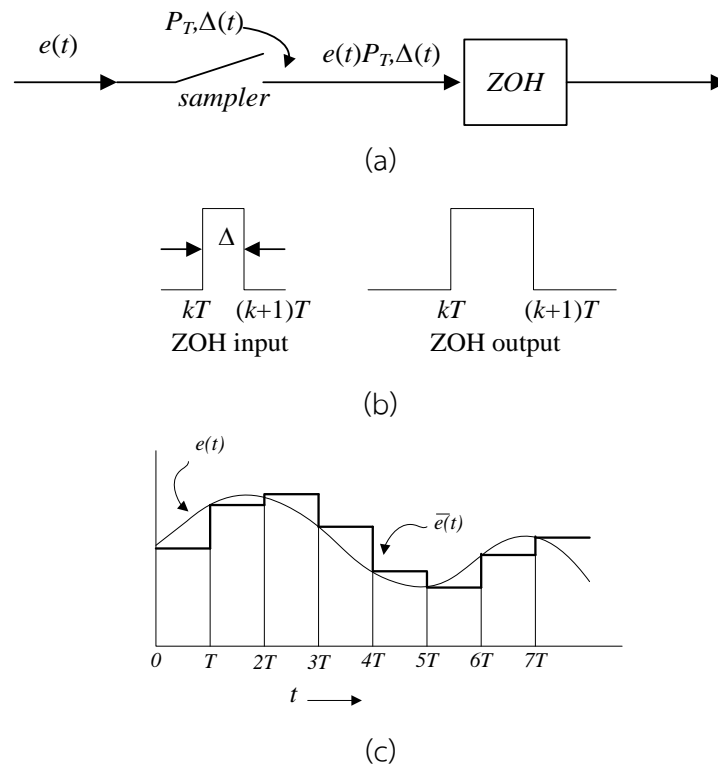 P_T,Δ(t)
e(t)
e(t)P_T,Δ(t)
ZOH
sampler
(a)
Δ
kT (k+1)T
kT (k+1)T
ZOH input
ZOH output
(b)
e(t)
e̅(t)
0 T 2T 3T 4T 5T 6T 7T
t
(c)